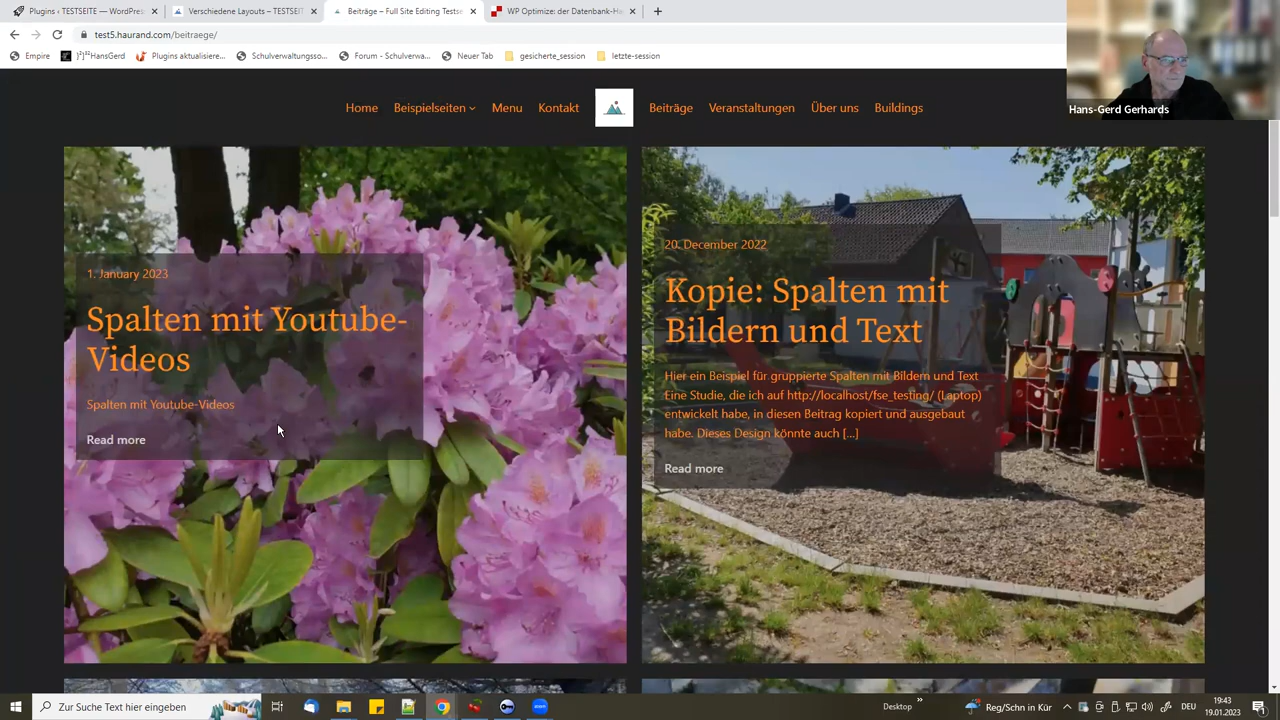 Plugins ‹ TESTSEITE — WordPres
Verschiedene Layouts – TESTSEIT
Beiträge – Full Site Editing Testse
WP Optimize: der Datenbank-Ha
test5.haurand.com/beitraege/
Empire
}²]³²HansGerd
Plugins aktualisiere...
Schulverwaltungsso...
Forum - Schulverwa...
Neuer Tab
gesicherte_session
letzte-session
Hans-Gerd Gerhards
Home
Beispielseiten
Menu
Kontakt
Beiträge
Veranstaltungen
Über uns
Buildings
1. January 2023
Spalten mit Youtube-
Videos
Spalten mit Youtube-Videos
Read more
20. December 2022
Kopie: Spalten mit
Bildern und Text
Hier ein Beispiel für gruppierte Spalten mit Bildern und Text
Eine Studie, die ich auf http://localhost/fse_testing/ (Laptop)
entwickelt habe, in diesen Beitrag kopiert und ausgebaut
habe. Dieses Design könnte auch [...]
Read more
Zur Suche Text hier eingeben
Desktop
Reg/Schn in Kür
DEU
19:43
19.01.2023